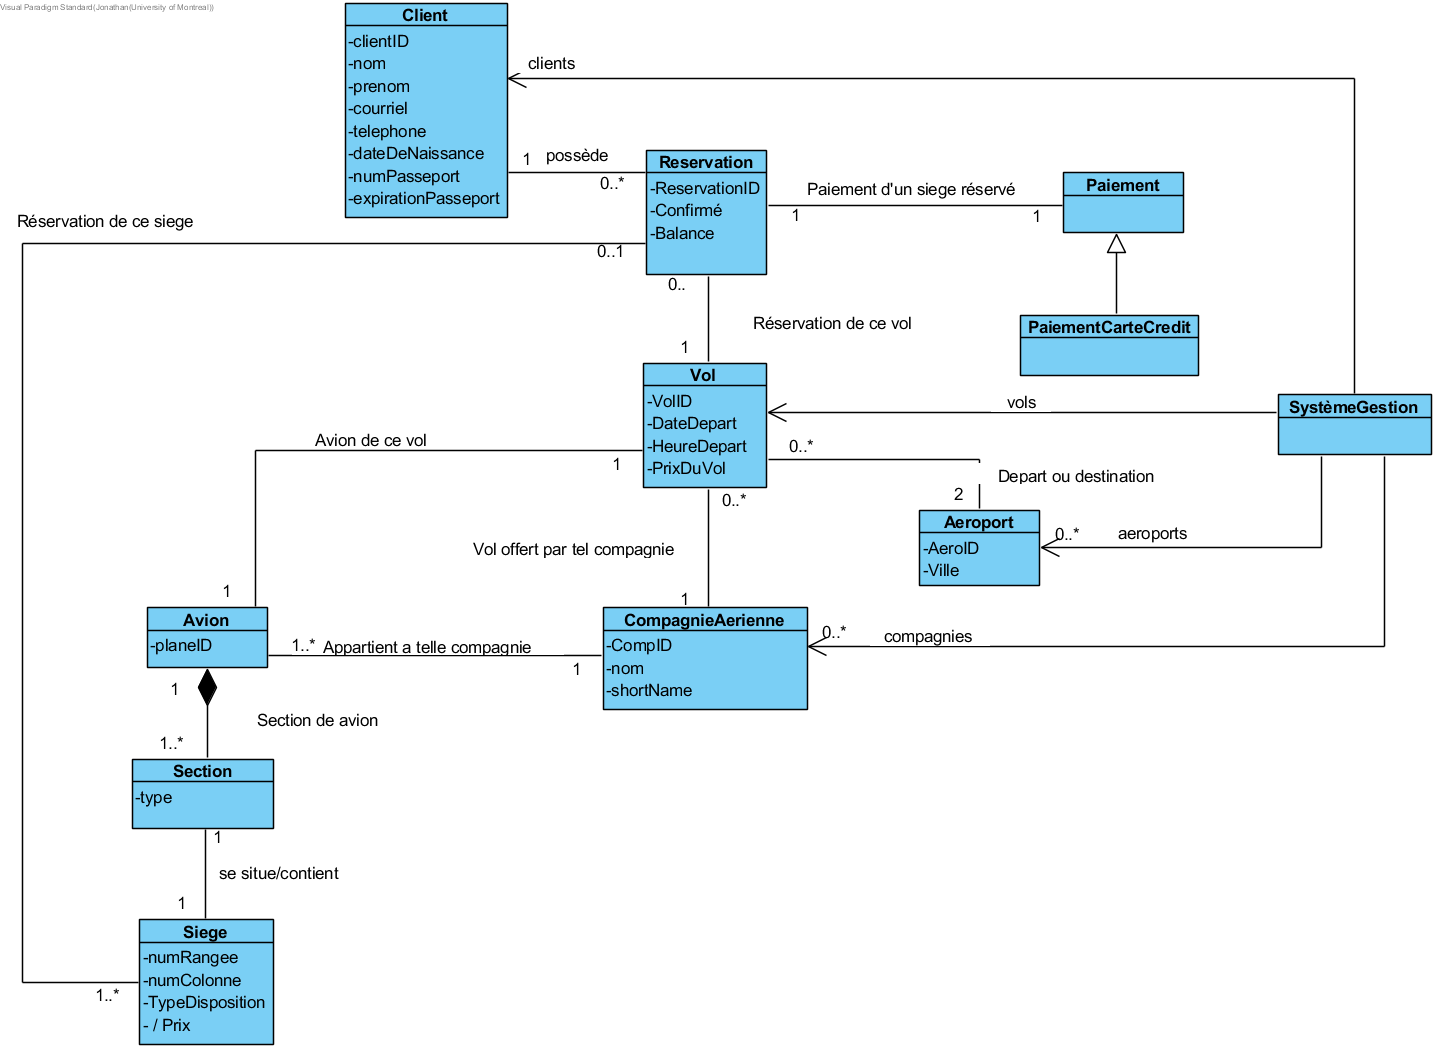 Visual Paradigm Standard(Jonathan(University of Montreal))
Client
-clientID
-nom
-prenom
-courriel
-telephone
-dateDeNaissance
-numPasseport
-expirationPasseport
clients
1
possède
0..*
Reservation
-ReservationID
-Confirmé
-Balance
Paiement d'un siege réservé
1
1
Paiement
PaiementCarteCredit
Réservation de ce siege
0..1
0..
Réservation de ce vol
1
Vol
-VolID
-DateDepart
-HeureDepart
-PrixDuVol
vols
SystèmeGestion
Avion de ce vol
1
0..*
Depart ou destination
2
0..*
Aeroport
-AeroID
-Ville
0..*
aeroports
Vol offert par tel compagnie
1
1
Avion
-planeID
1..*
Appartient a telle compagnie
1
CompagnieAerienne
-CompID
-nom
-shortName
0..*
compagnies
1
Section de avion
1..*
Section
-type
1
se situe/contient
1
Siege
-numRangee
-numColonne
-TypeDisposition
- / Prix
1..*